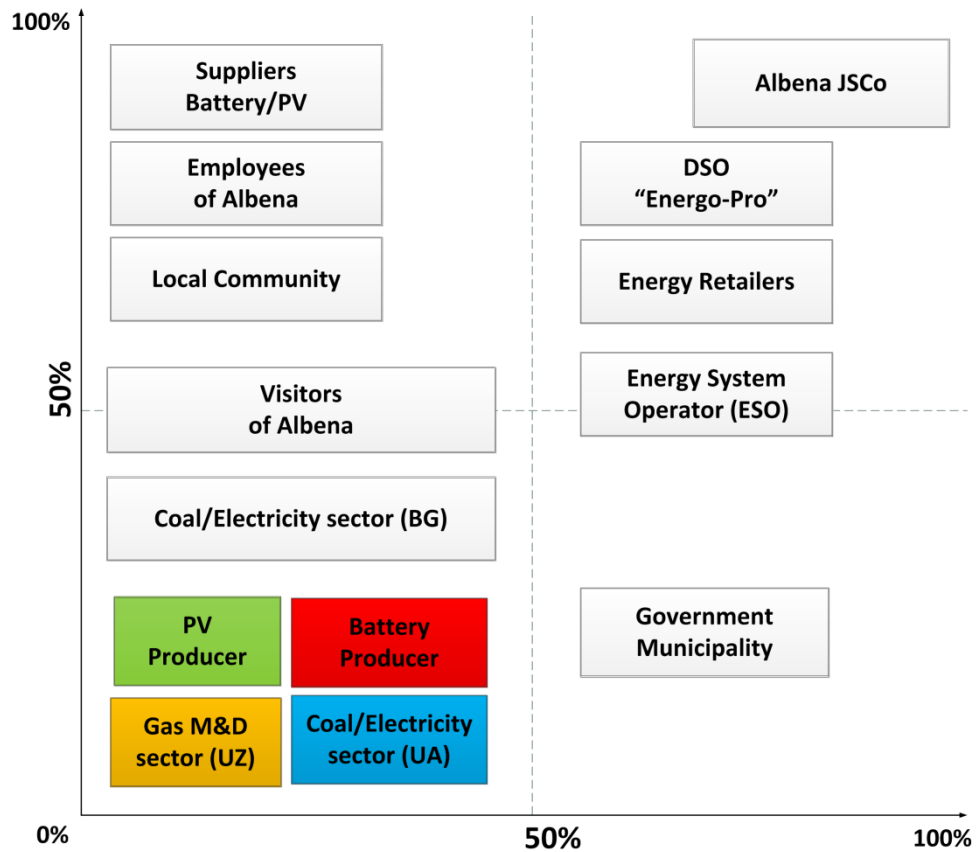 100%
Suppliers
Battery/PV
Albena JSCo
Employees
of Albena
DSO
“Energo-Pro”
Local Community
Energy Retailers
50%
Visitors
of Albena
Energy System
Operator (ESO)
Coal/Electricity sector (BG)
PV
Producer
Battery
Producer
Government
Municipality
Gas M&D
sector (UZ)
Coal/Electricity
sector (UA)
0%
50%
100%